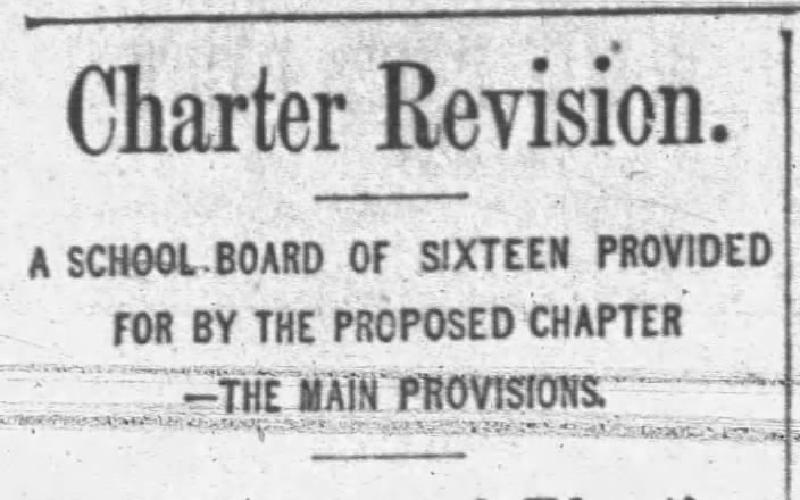 Charter Revision.
A SCHOOL BOARD OF SIXTEEN PROVIDED
FOR BY THE PROPOSED CHAPTER
—THE MAIN PROVISIONS.